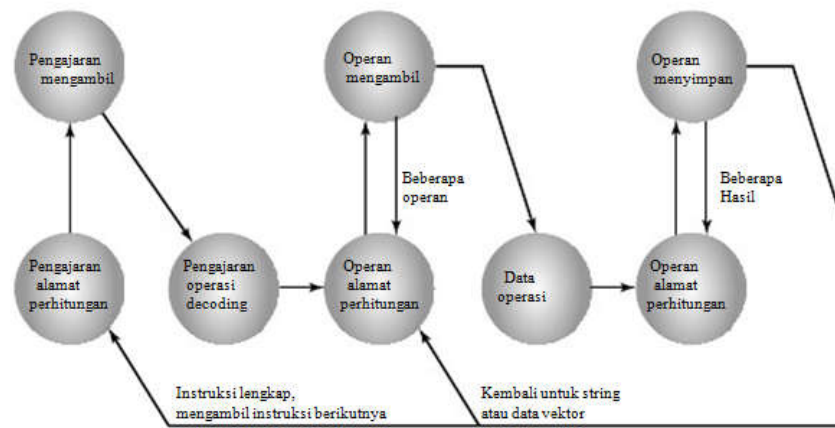 Pengajaran
mengambil
Operan
mengambil
Operan
menyimpan
Beberapa
operan
Beberapa
Hasil
Pengajaran
alamat
perhitungan
Pengajaran
operasi
decoding
Operan
alamat
perhitungan
Data
operasi
Operan
alamat
perhitungan
Instruksi lengkap,
mengambil instruksi berikutnya
Kembali untuk string
atau data vektor